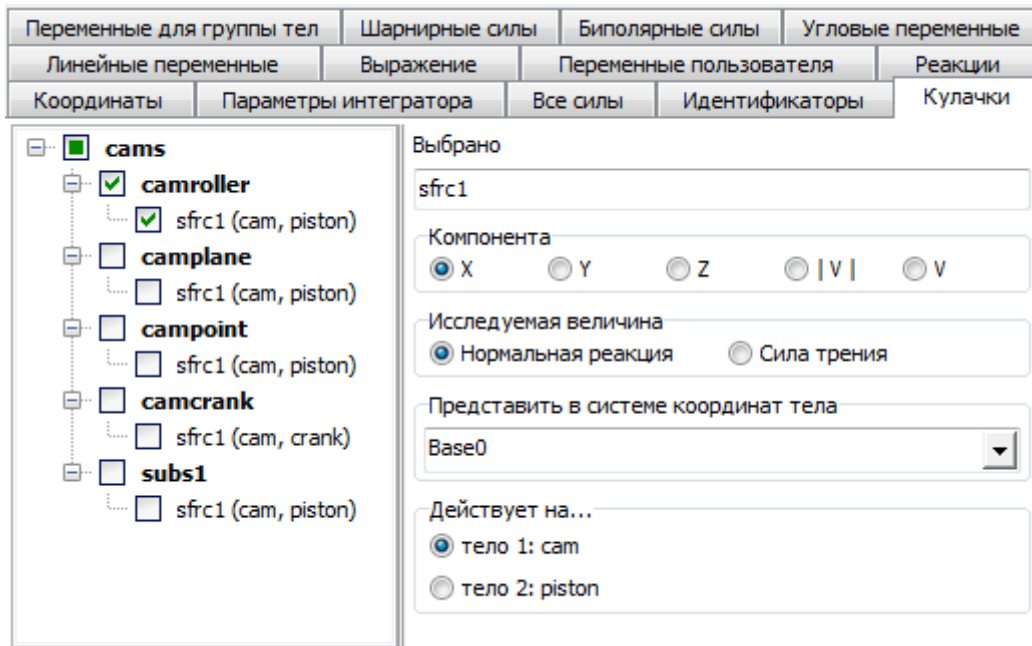 Переменные для группы тел Шарнирные силы Биполярные силы Угловые переменные
Линейные переменные Выражение Переменные пользователя Реакции
Координаты Параметры интегратора Все силы Идентификаторы Кулачки
cams
camroller
sfrc1 (cam, piston)
camplane
sfrc1 (cam, piston)
campoint
sfrc1 (cam, piston)
camcrank
sfrc1 (cam, crank)
subs1
sfrc1 (cam, piston)
Выбрано
sfrc1
Компонента
X Y Z | V | V
Исследуемая величина
Нормальная реакция Сила трения
Представить в системе координат тела
Base0
Действует на...
тело 1: cam
тело 2: piston